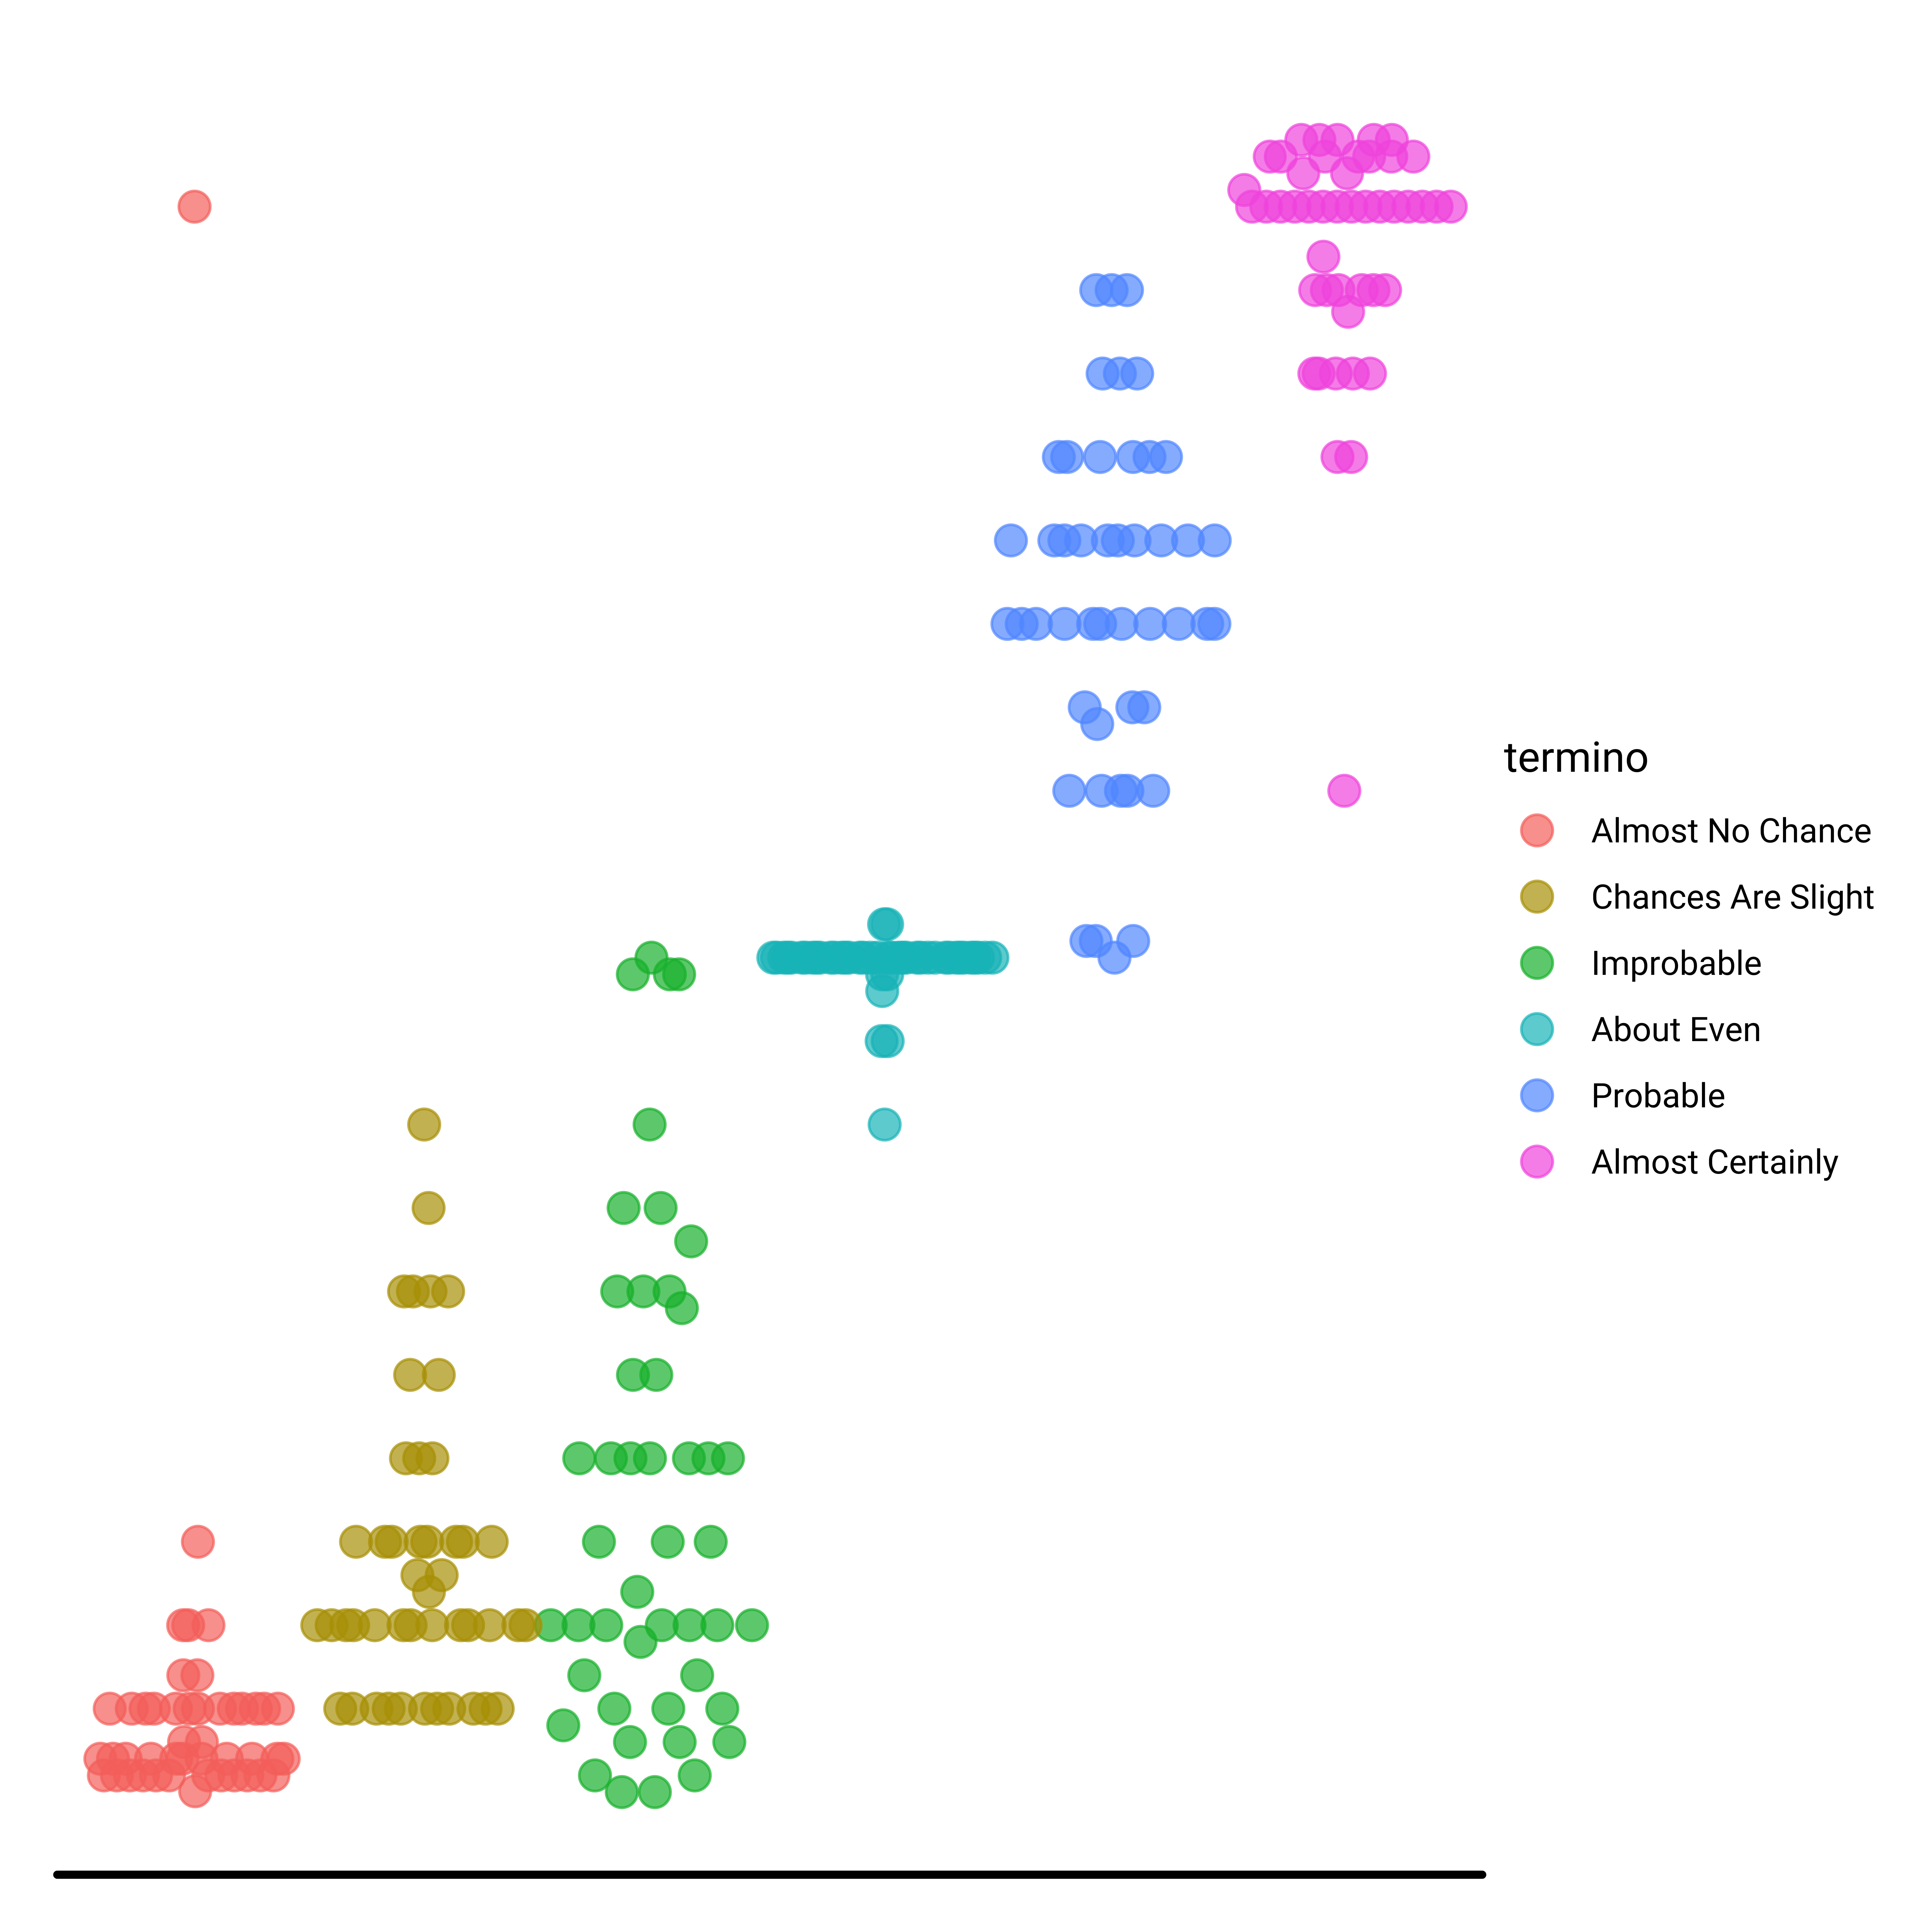 termino
Almost No Chance
Chances Are Slight
Improbable
About Even
Probable
Almost Certainly